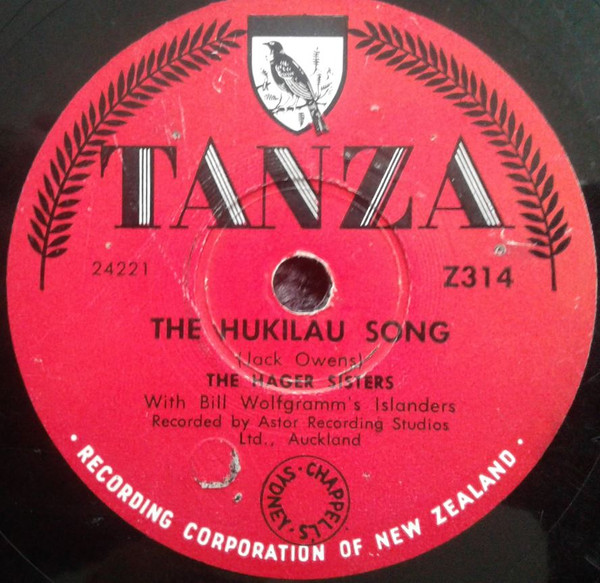 TANZA
24221
Z314
THE HUKILAU SONG
(Jack Owens)
THE HAGER SISTERS
With Bill Wolfgramm's Islanders
Recorded by Astor Recording Studios
Ltd., Auckland
CHAPPELL'S · SYDNEY ·
· RECORDING CORPORATION OF NEW ZEALAND ·